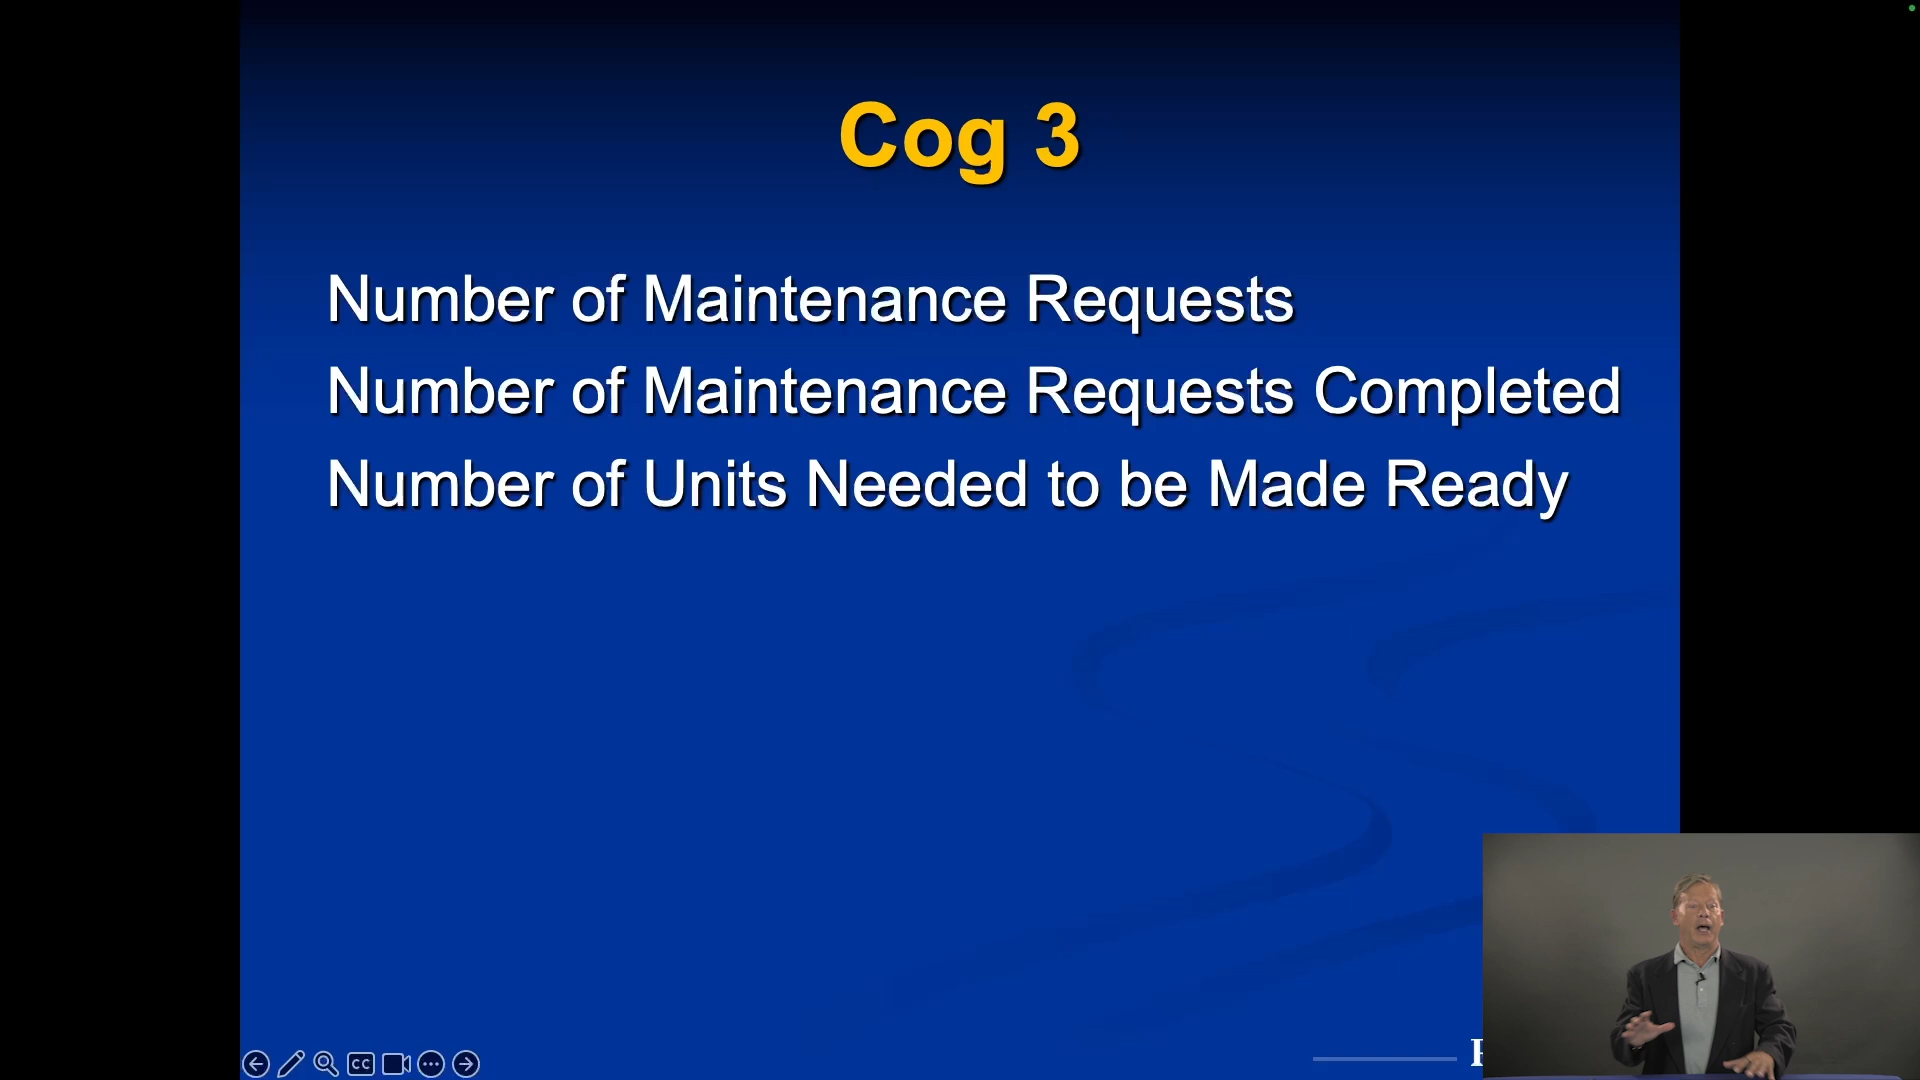 Cog 3
Number of Maintenance Requests
Number of Maintenance Requests Completed
Number of Units Needed to be Made Ready
CC